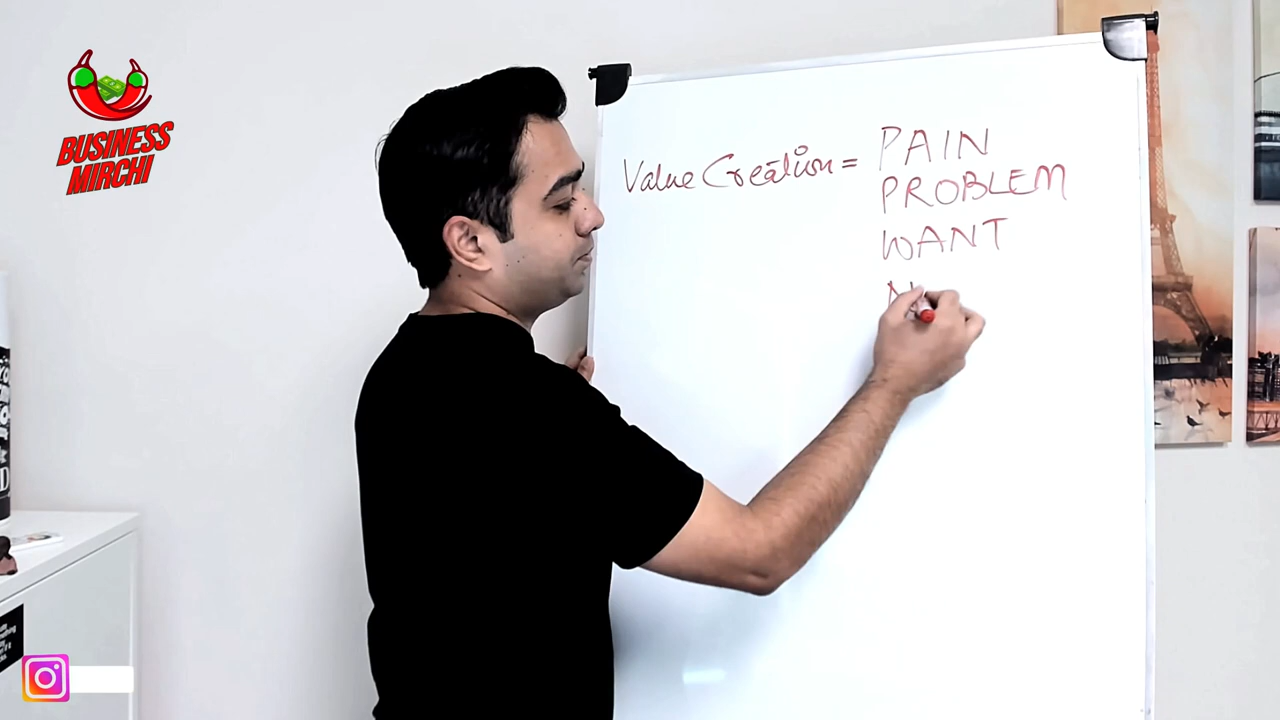 BUSINESS
MIRCHI
Value Creation = PAIN
PROBLEM
WANT
N